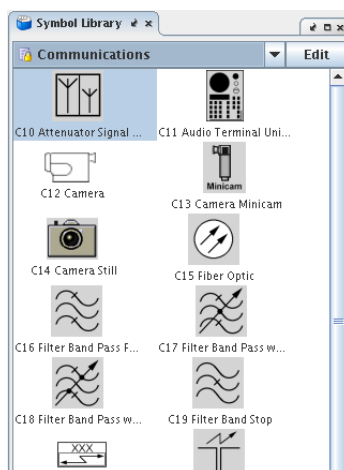 Symbol Library
Communications
Edit
C10 Attenuator Signal ...
C11 Audio Terminal Uni...
C12 Camera
Minicam
C13 Camera Minicam
C14 Camera Still
C15 Fiber Optic
C16 Filter Band Pass F...
C17 Filter Band Pass w...
C18 Filter Band Pass w...
C19 Filter Band Stop
XXX